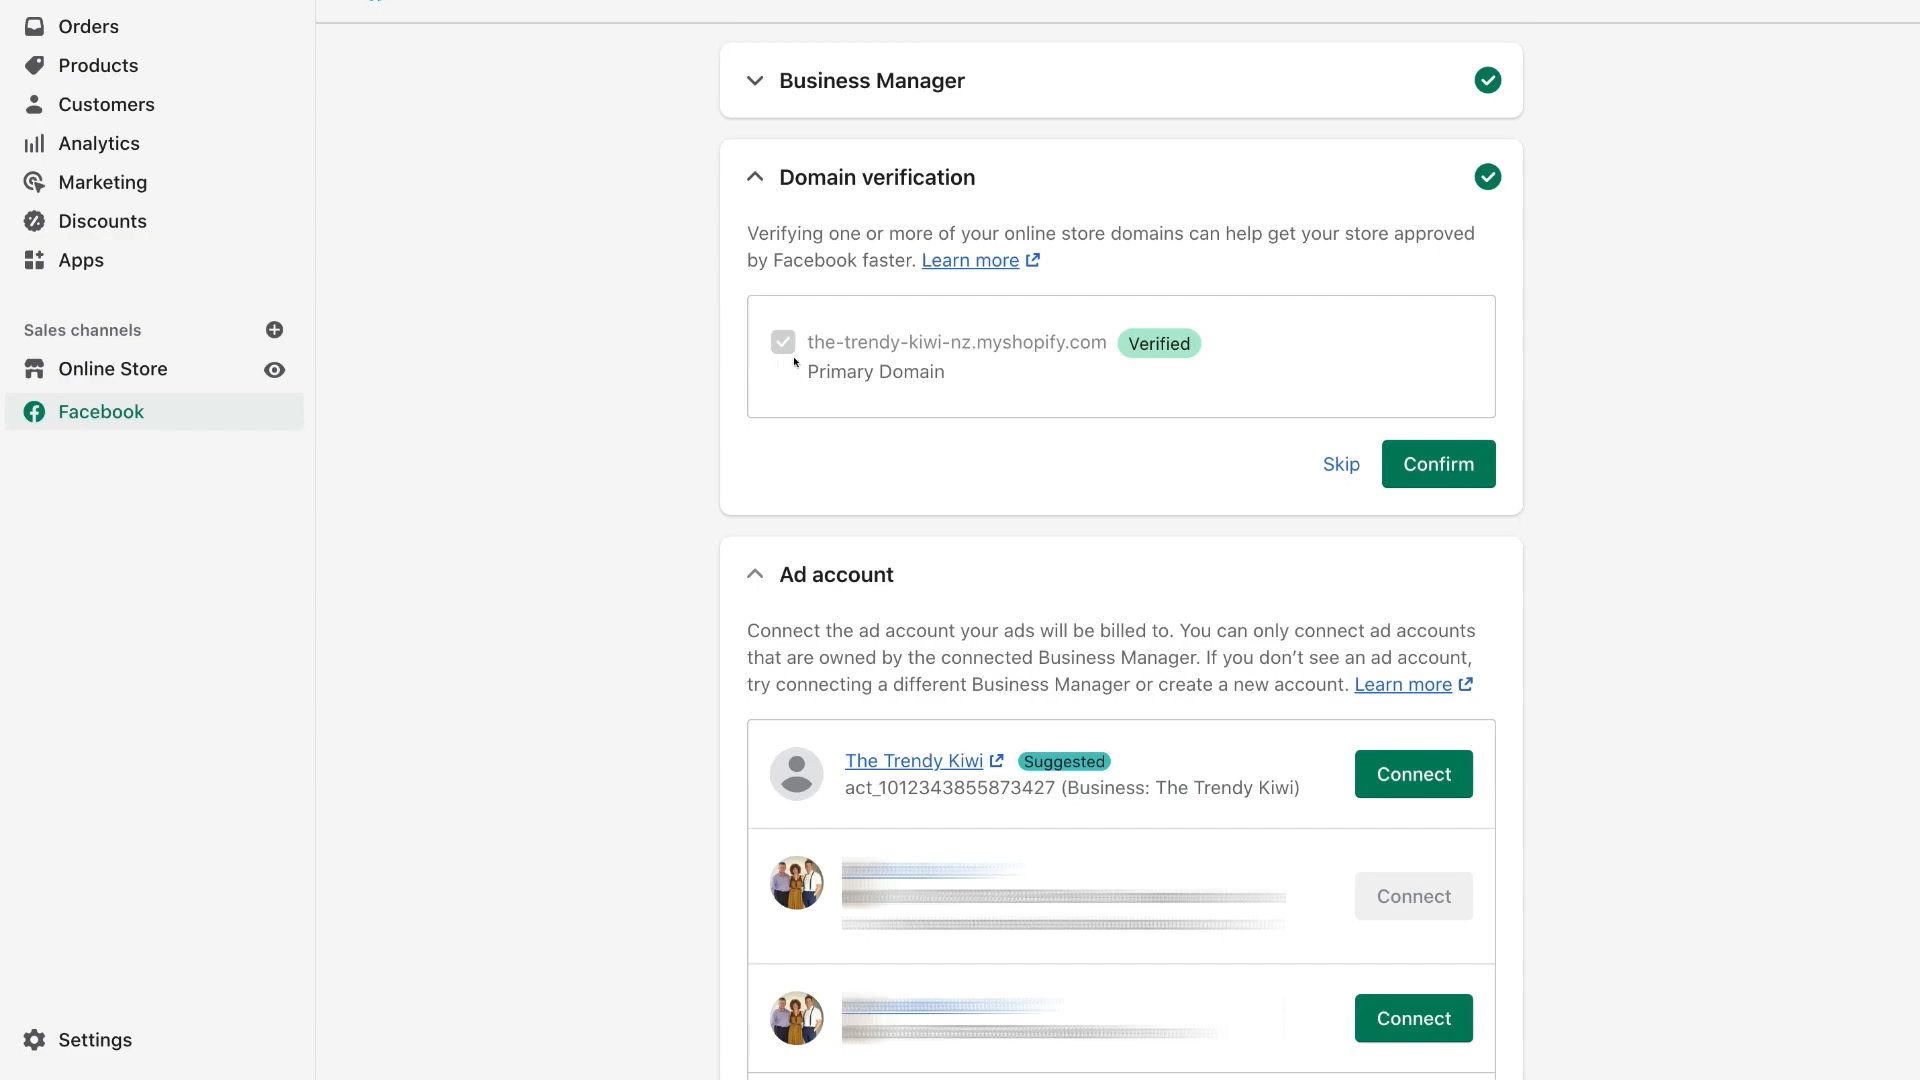 Orders
Products
Customers
Analytics
Marketing
Discounts
Apps
Sales channels
Online Store
Facebook
Settings
Business Manager
Domain verification
Verifying one or more of your online store domains can help get your store approved
by Facebook faster. Learn more
the-trendy-kiwi-nz.myshopify.com Verified
Primary Domain
Skip Confirm
Ad account
Connect the ad account your ads will be billed to. You can only connect ad accounts
that are owned by the connected Business Manager. If you don’t see an ad account,
try connecting a different Business Manager or create a new account. Learn more
The Trendy Kiwi Suggested
act_1012343855873427 (Business: The Trendy Kiwi)
Connect
Connect
Connect